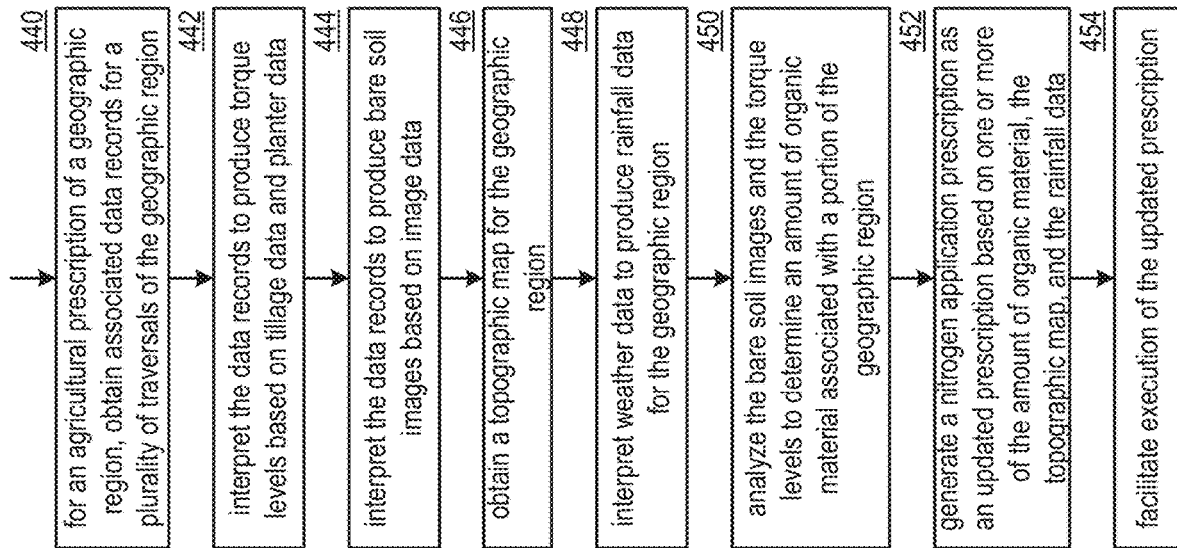 440
for an agricultural prescription of a geographic
region, obtain associated data records for a
plurality of traversals of the geographic region
442
interpret the data records to produce torque
levels based on tillage data and planter data
444
interpret the data records to produce bare soil
images based on image data
446
obtain a topographic map for the geographic
region
448
interpret weather data to produce rainfall data
for the geographic region
450
analyze the bare soil images and the torque
levels to determine an amount of organic
material associated with a portion of the
geographic region
452
generate a nitrogen application prescription as
an updated prescription based on one or more
of the amount of organic material, the
topographic map, and the rainfall data
454
facilitate execution of the updated prescription